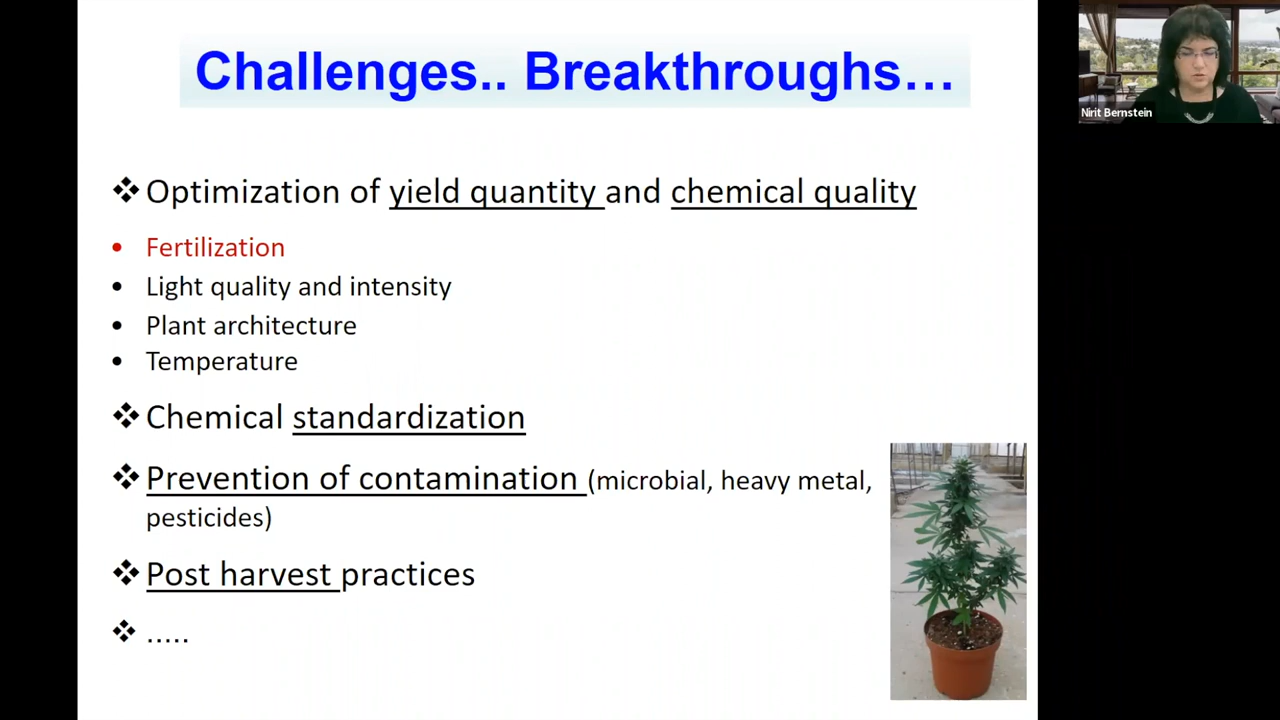 Challenges.. Breakthroughs…
Nirit Bernstein
❖ Optimization of yield quantity and chemical quality
• Fertilization
• Light quality and intensity
• Plant architecture
• Temperature
❖ Chemical standardization
❖ Prevention of contamination (microbial, heavy metal,
pesticides)
❖ Post harvest practices
❖ .....